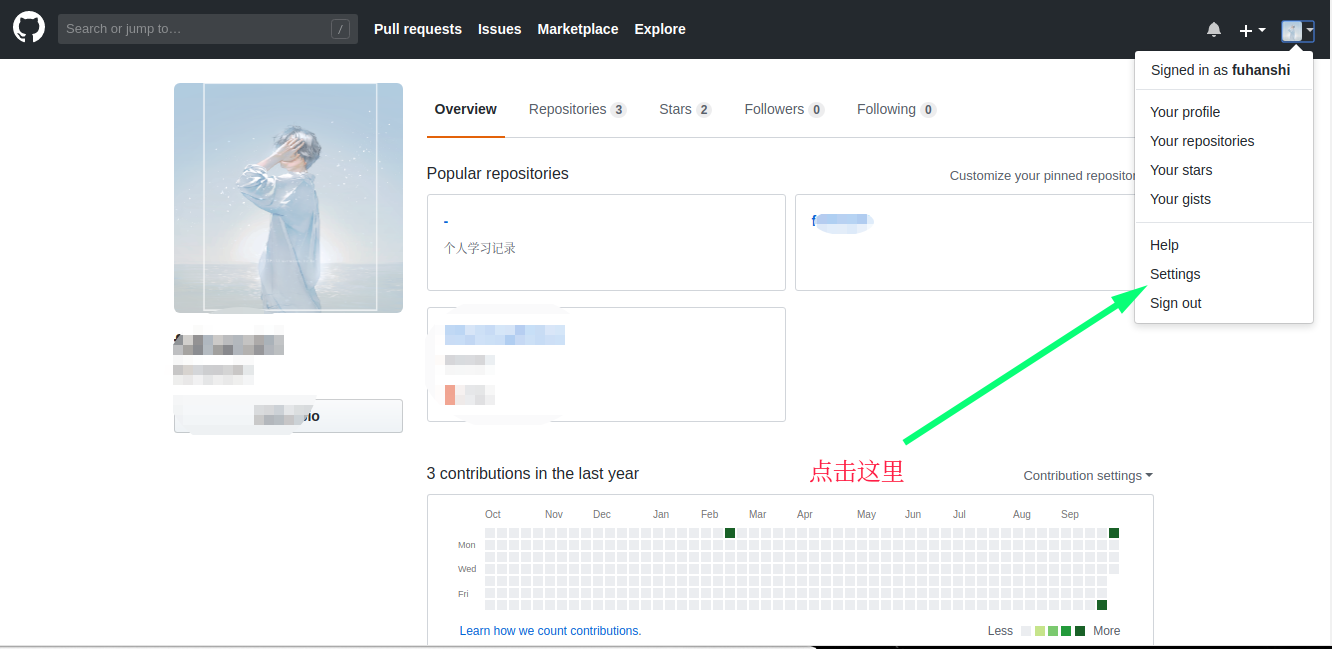 Search or jump to… /
Pull requests Issues Marketplace Explore
Signed in as fuhanshi
Your profile
Your repositories
Your stars
Your gists
Help
Settings
Sign out
Overview Repositories 3 Stars 2 Followers 0 Following 0
Popular repositories
Customize your pinned repositor
-
个人学习记录
f
点击这里
3 contributions in the last year
Contribution settings
Oct Nov Dec Jan Feb Mar Apr May Jun Jul Aug Sep
Mon
Wed
Fri
Learn how we count contributions.
Less More